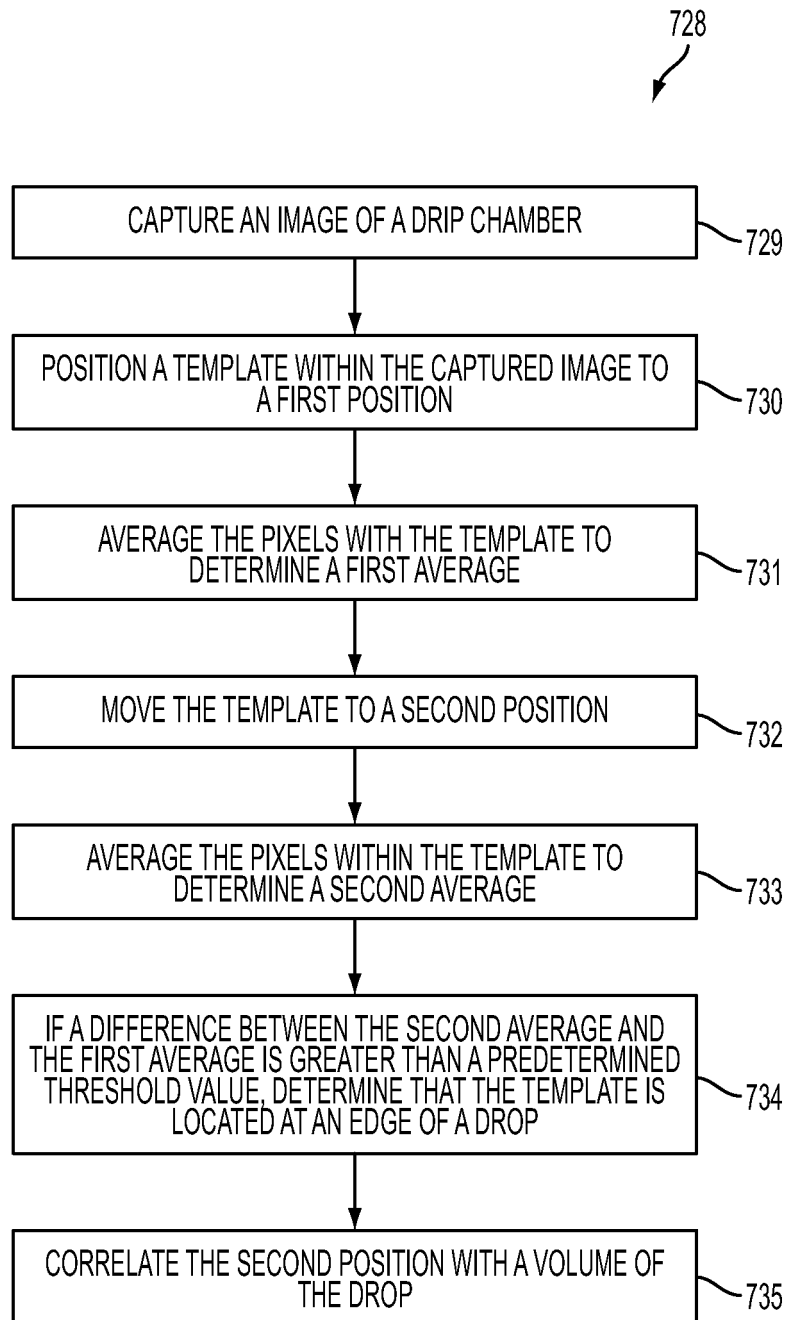 728
CAPTURE AN IMAGE OF A DRIP CHAMBER
729
POSITION A TEMPLATE WITHIN THE CAPTURED IMAGE TO
A FIRST POSITION
730
AVERAGE THE PIXELS WITH THE TEMPLATE TO
DETERMINE A FIRST AVERAGE
731
MOVE THE TEMPLATE TO A SECOND POSITION
732
AVERAGE THE PIXELS WITHIN THE TEMPLATE TO
DETERMINE A SECOND AVERAGE
733
IF A DIFFERENCE BETWEEN THE SECOND AVERAGE AND
THE FIRST AVERAGE IS GREATER THAN A PREDETERMINED
THRESHOLD VALUE, DETERMINE THAT THE TEMPLATE IS
LOCATED AT AN EDGE OF A DROP
734
CORRELATE THE SECOND POSITION WITH A VOLUME OF
THE DROP
735